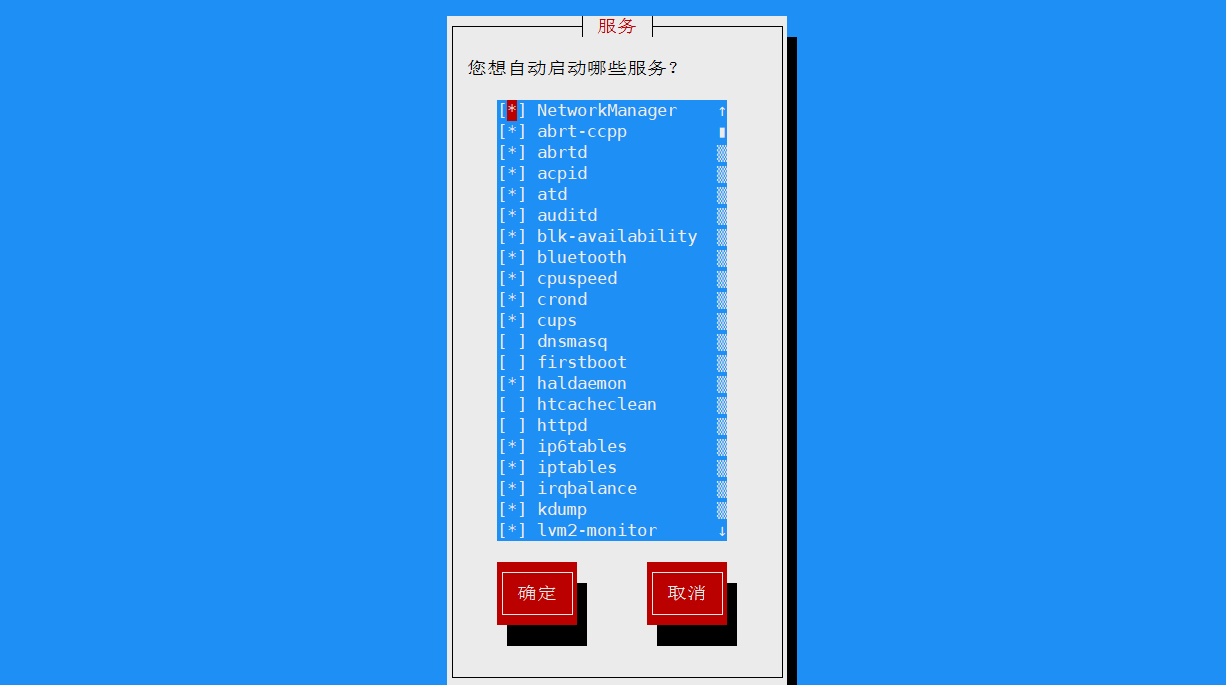 服务
您想自动启动哪些服务？
[*] NetworkManager ↑
[*] abrt-ccpp
[*] abrtd
[*] acpid
[*] atd
[*] auditd
[*] blk-availability
[*] bluetooth
[*] cpuspeed
[*] crond
[*] cups
[ ] dnsmasq
[ ] firstboot
[*] haldaemon
[ ] htcacheclean
[ ] httpd
[*] ip6tables
[*] iptables
[*] irqbalance
[*] kdump
[*] lvm2-monitor ↓
确定 取消